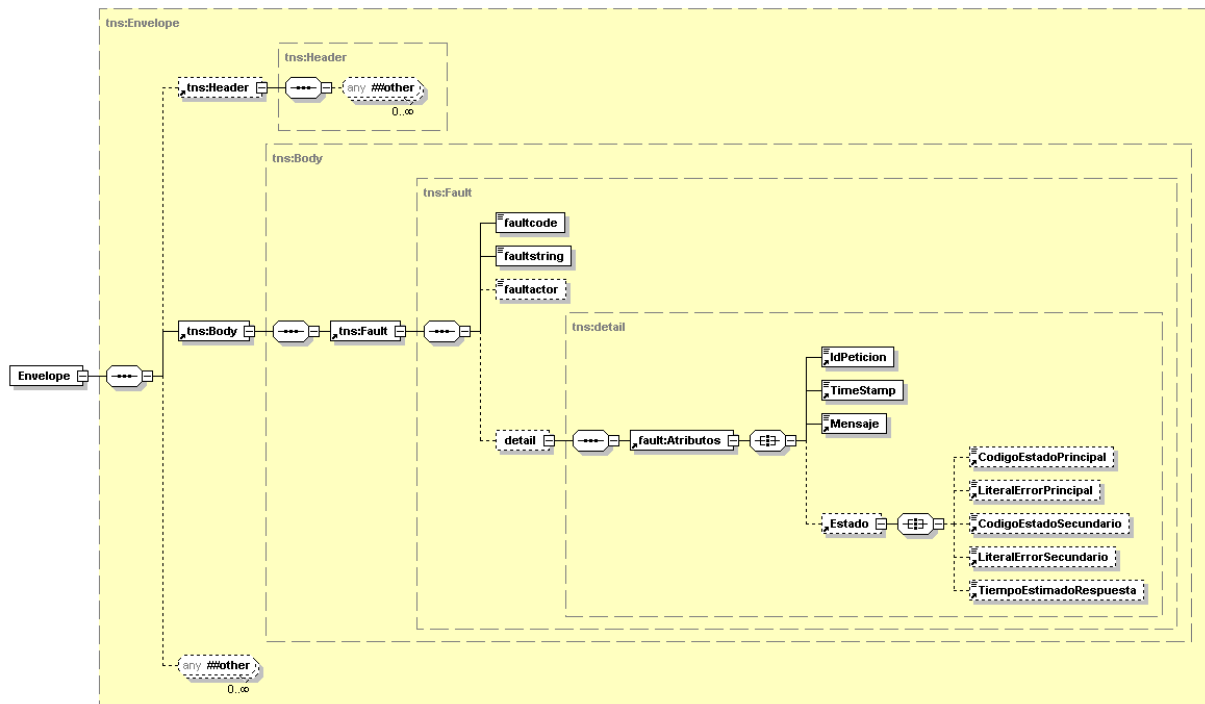 tns:Envelope
tns:Header
tns:Header
any ##other
0..∞
tns:Body
tns:Fault
faultcode
faultstring
faultactor
tns:Body
tns:Fault
tns:detail
IdPeticion
TimeStamp
Mensaje
Envelope
detail
fault:Atributos
CodigoEstadoPrincipal
LiteralErrorPrincipal
Estado
CodigoEstadoSecundario
LiteralErrorSecundario
TiempoEstimadoRespuesta
any ##other
0..∞